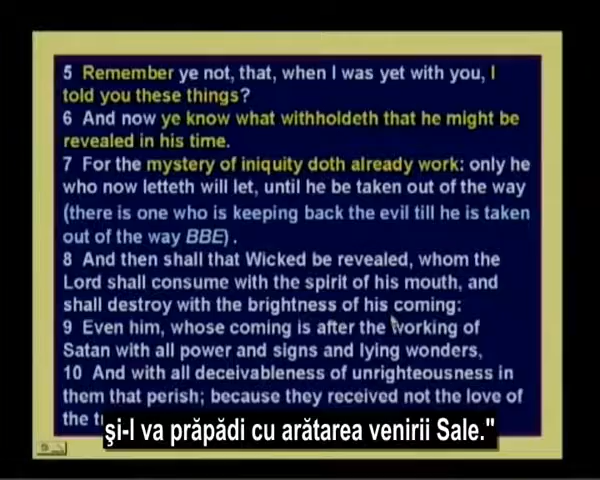 5 Remember ye not, that, when I was yet with you, I
told you these things?
6 And now ye know what withholdeth that he might be
revealed in his time.
7 For the mystery of iniquity doth already work: only he
who now letteth will let, until he be taken out of the way
(there is one who is keeping back the evil till he is taken
out of the way BBE) .
8 And then shall that Wicked be revealed, whom the
Lord shall consume with the spirit of his mouth, and
shall destroy with the brightness of his coming:
9 Even him, whose coming is after the working of
Satan with all power and signs and lying wonders,
10 And with all deceivableness of unrighteousness in
them that perish; because they received not the love of
the
şi-l va prăpădi cu arătarea venirii Sale."